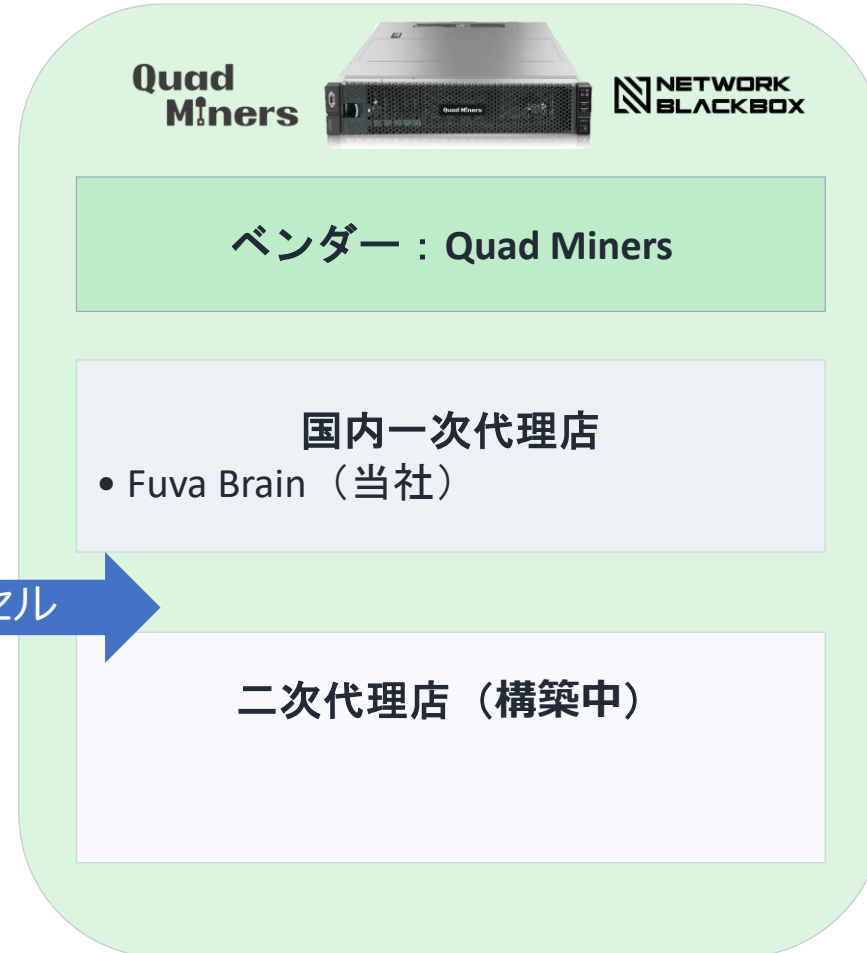 Quad
Miners
Quad Miners
NETWORK
BLACKBOX
ベンダー：Quad Miners
国内一次代理店
• Fuva Brain（当社）
セル
二次代理店（構築中）